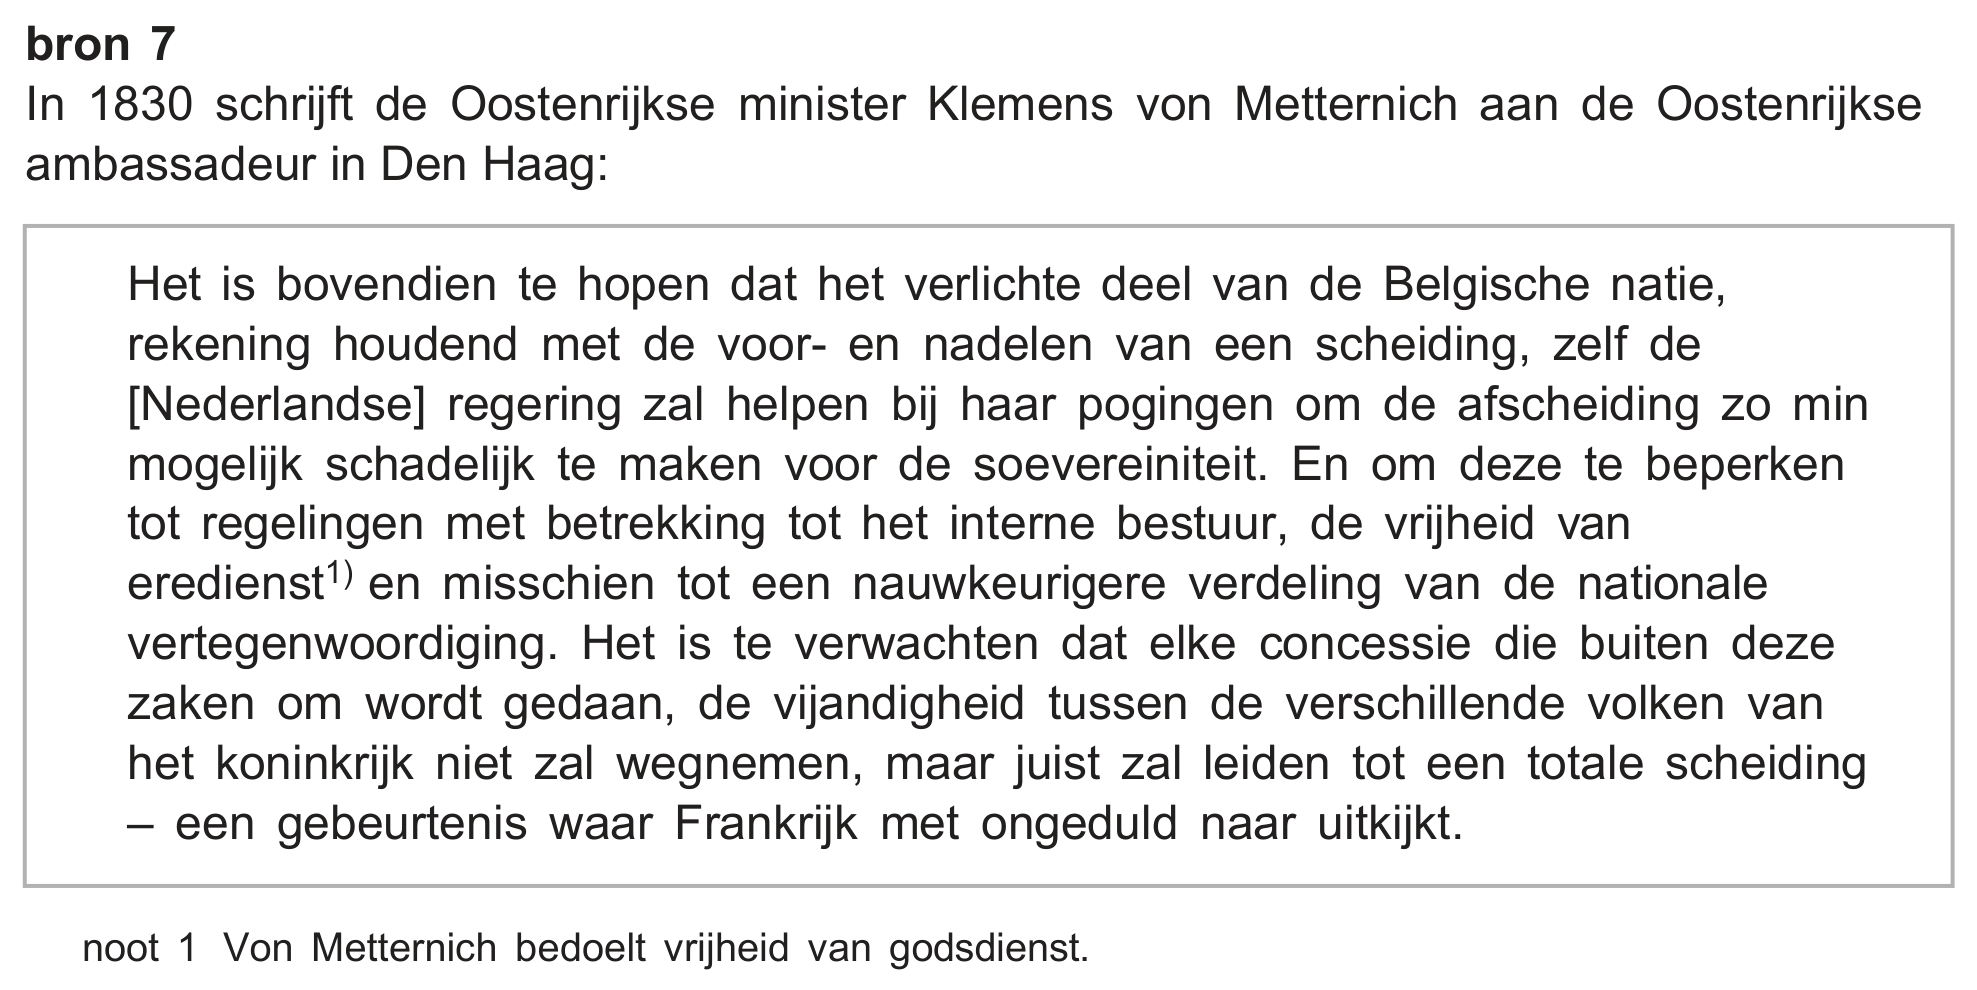 bron 7
In 1830 schrijft de Oostenrijkse minister Klemens von Metternich aan de Oostenrijkse
ambassadeur in Den Haag:
Het is bovendien te hopen dat het verlichte deel van de Belgische natie,
rekening houdend met de voor- en nadelen van een scheiding, zelf de
[Nederlandse] regering zal helpen bij haar pogingen om de afscheiding zo min
mogelijk schadelijk te maken voor de soevereiniteit. En om deze te beperken
tot regelingen met betrekking tot het interne bestuur, de vrijheid van
eredienst¹⁾ en misschien tot een nauwkeurigere verdeling van de nationale
vertegenwoordiging. Het is te verwachten dat elke concessie die buiten deze
zaken om wordt gedaan, de vijandigheid tussen de verschillende volken van
het koninkrijk niet zal wegnemen, maar juist zal leiden tot een totale scheiding
– een gebeurtenis waar Frankrijk met ongeduld naar uitkijkt.
noot 1 Von Metternich bedoelt vrijheid van godsdienst.